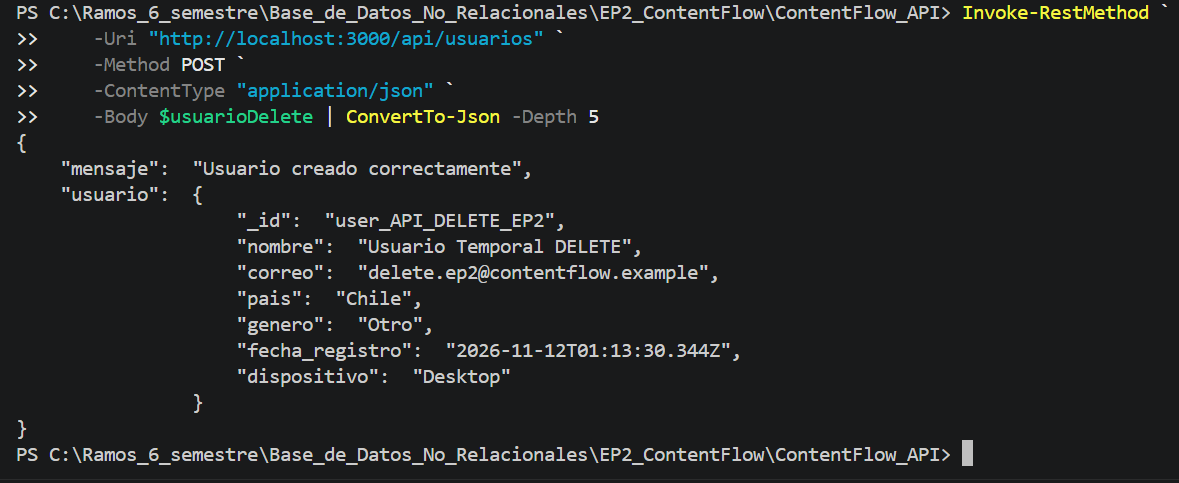 PS C:\Ramos_6_semestre\Base_de_Datos_No_Relacionales\EP2_ContentFlow\ContentFlow_API> Invoke-RestMethod `
>>     -Uri "http://localhost:3000/api/usuarios" `
>>     -Method POST `
>>     -ContentType "application/json" `
>>     -Body $usuarioDelete | ConvertTo-Json -Depth 5
{
    "mensaje":  "Usuario creado correctamente",
    "usuario":  {
                    "_id":  "user_API_DELETE_EP2",
                    "nombre":  "Usuario Temporal DELETE",
                    "correo":  "delete.ep2@contentflow.example",
                    "pais":  "Chile",
                    "genero":  "Otro",
                    "fecha_registro":  "2026-11-12T01:13:30.344Z",
                    "dispositivo":  "Desktop"
                }
}
PS C:\Ramos_6_semestre\Base_de_Datos_No_Relacionales\EP2_ContentFlow\ContentFlow_API>